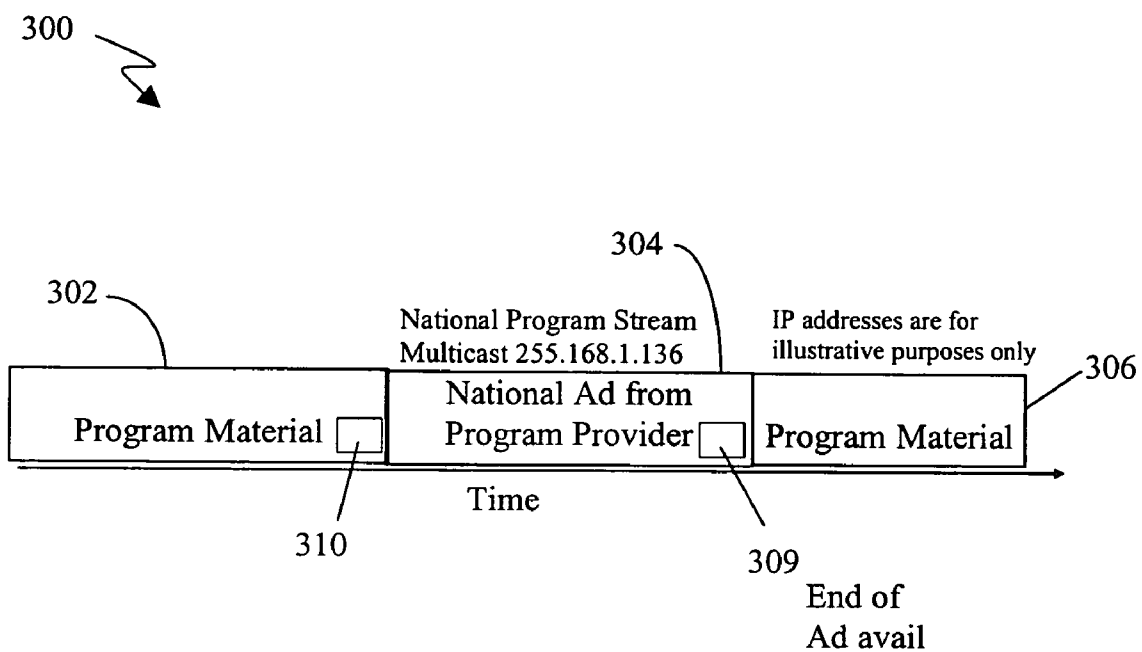 300
304
302
National Program Stream
Multicast 255.168.1.136
IP addresses are for
illustrative purposes only
306
Program Material
National Ad from
Program Provider
Program Material
Time
310
309
End of
Ad avail